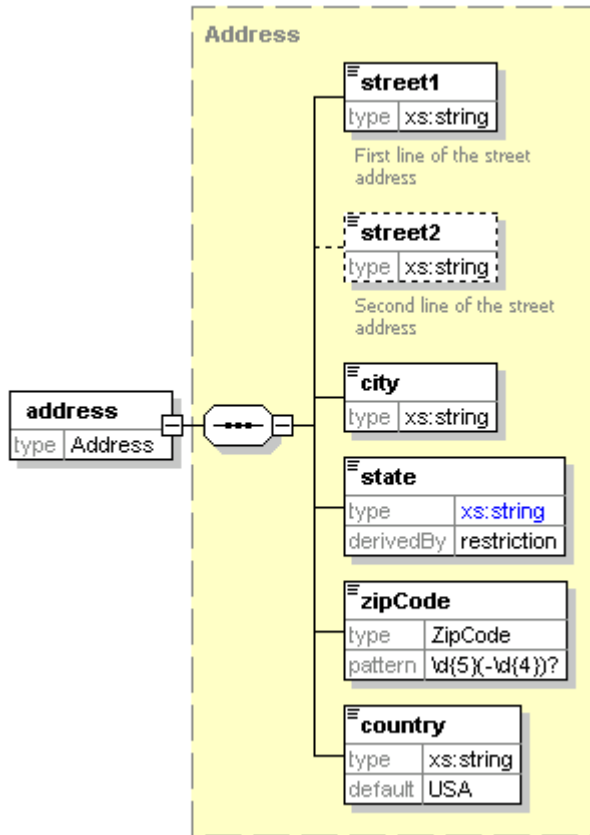 Address
street1
type xs:string
First line of the street
address
street2
type xs:string
Second line of the street
address
address
type Address
city
type xs:string
state
type xs:string
derivedBy restriction
zipCode
type ZipCode
pattern \d{5}(-\d{4})?
country
type xs:string
default USA